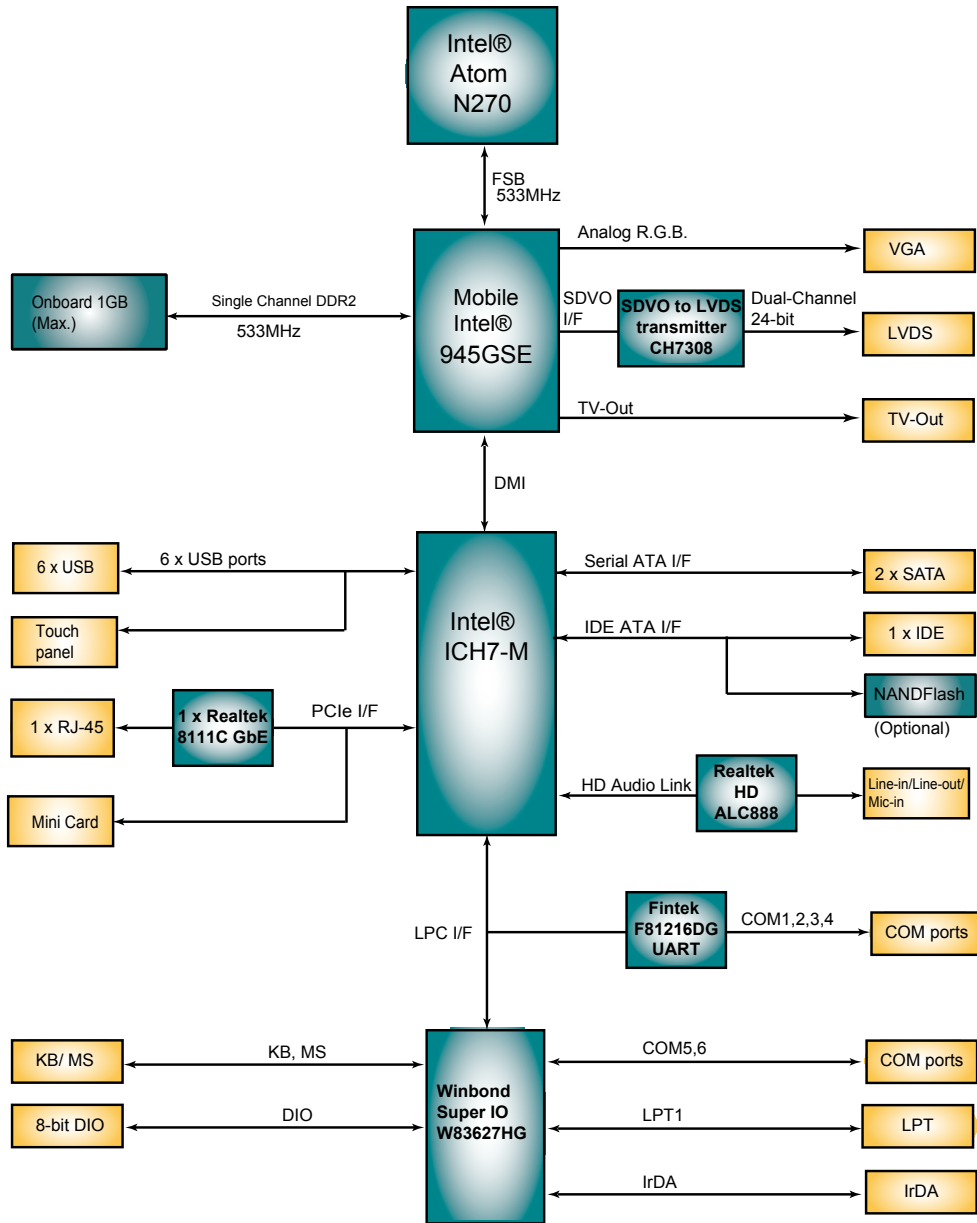 Intel®
Atom
N270
FSB
533MHz
Analog R.G.B.
VGA
Onboard 1GB
(Max.)
Single Channel DDR2
533MHz
Mobile
Intel®
945GSE
SDVO
I/F
SDVO to LVDS
transmitter
CH7308
Dual-Channel
24-bit
LVDS
TV-Out
TV-Out
DMI
6 x USB
6 x USB ports
Touch
panel
Intel®
ICH7-M
Serial ATA I/F
2 x SATA
IDE ATA I/F
1 x IDE
NANDFlash
(Optional)
1 x RJ-45
1 x Realtek
8111C GbE
PCIe I/F
Mini Card
HD Audio Link
Realtek
HD
ALC888
Line-in/Line-out/
Mic-in
LPC I/F
Fintek
F81216DG
UART
COM1,2,3,4
COM ports
KB/ MS
KB, MS
8-bit DIO
DIO
Winbond
Super IO
W83627HG
COM5,6
COM ports
LPT1
LPT
IrDA
IrDA